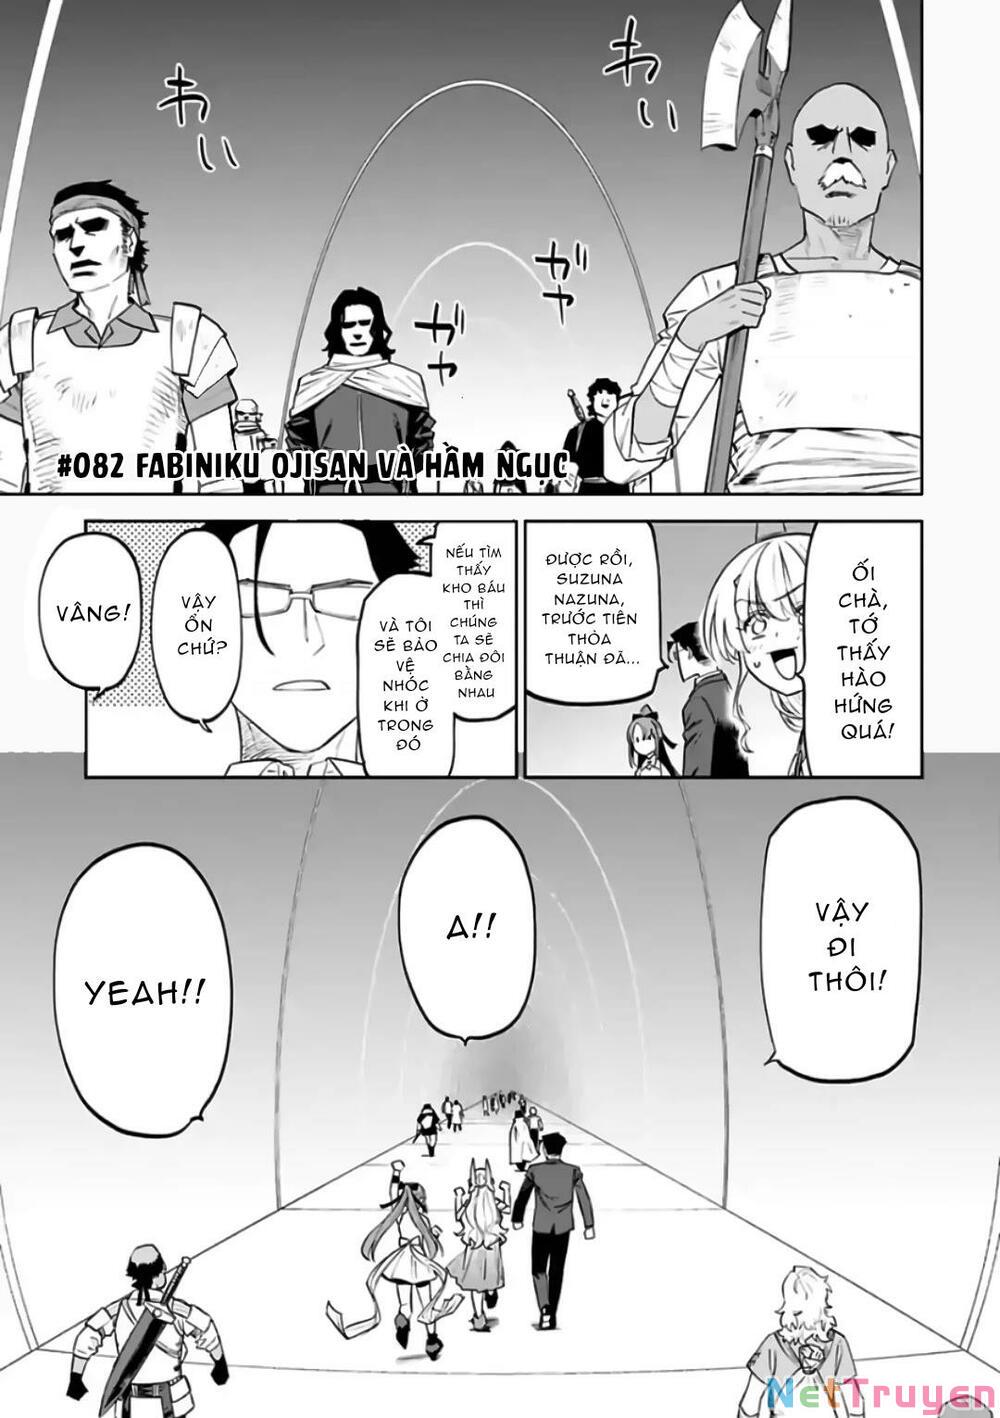 わい
わい
ガヤ
ガヤ
#082 FABINIKU OJISAN VÀ HẦM NGỤC
ỐI
CHÀ,
TỚ
THẤY
HÀO
HỨNG
QUÁ!
ĐƯỢC RỒI,
SUZUNA
NAZUNA,
TRƯỚC TIÊN
THỎA
THUẬN ĐÃ...
NẾU TÌM
THẤY
KHO BÁU
THÌ
CHÚNG
TA SẼ
CHIA ĐÔI
BẰNG
NHAU
VÀ TÔI
SẼ BẢO
VỆ
NHÓC
KHI Ở
TRONG
ĐÓ
VẬY
ỔN
CHỨ?
VÂNG!
VẬY
ĐI
THÔI!
A!!
YEAH!!
NetTruyen